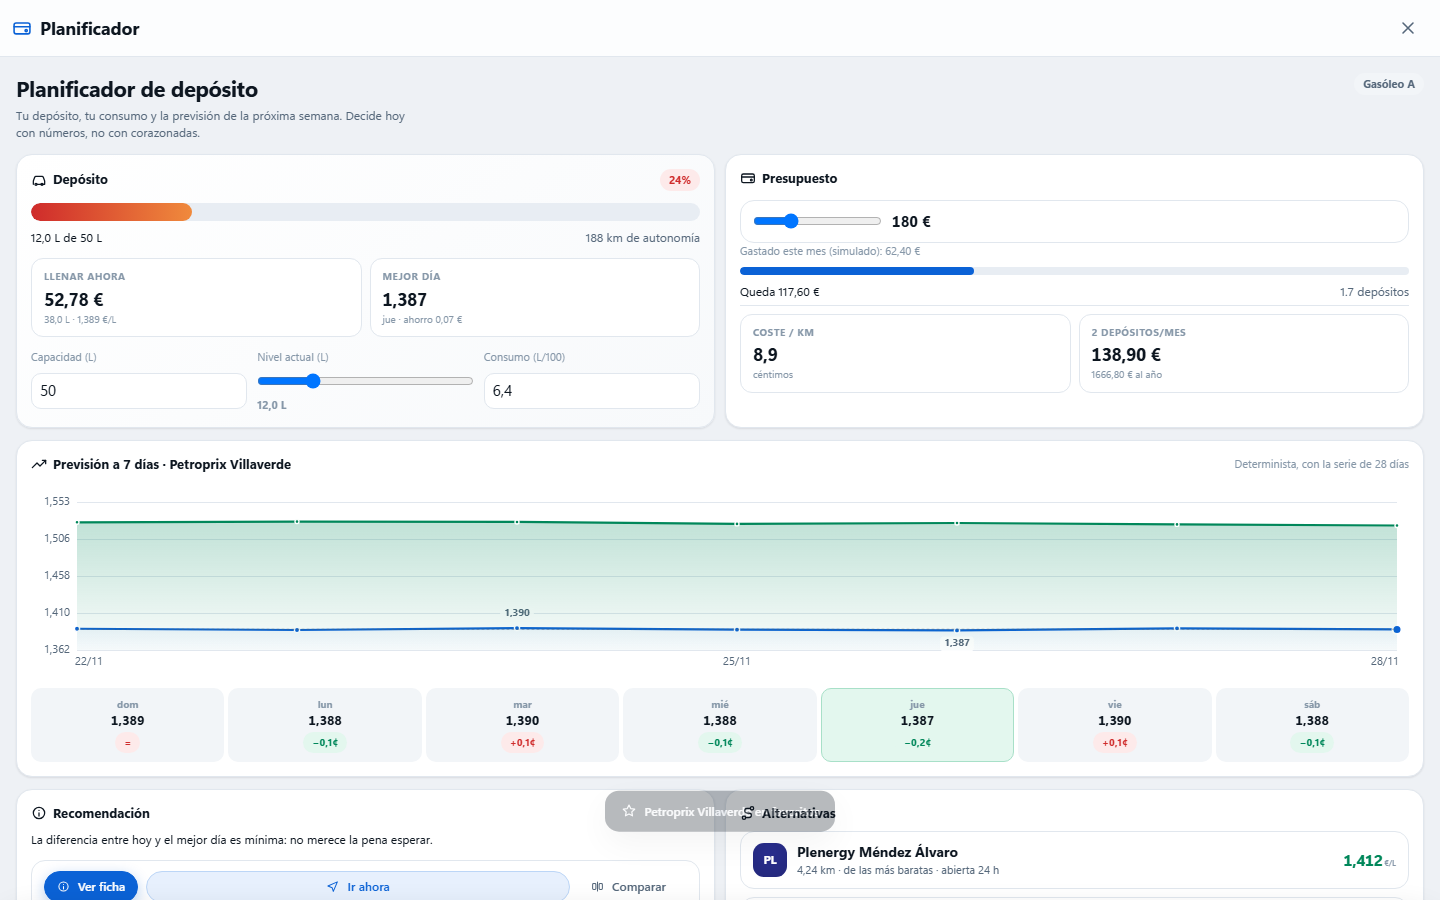 Planificador
Planificador de depósito
Gasóleo A
Tu depósito, tu consumo y la previsión de la próxima semana. Decide hoy
con números, no con corazonadas.
Depósito
24%
12,0 L de 50 L
188 km de autonomía
LLENAR AHORA
52,78 €
38,0 L · 1,389 €/L
MEJOR DÍA
1,387
jue · ahorro 0,07 €
Capacidad (L)
50
Nivel actual (L)
12,0 L
Consumo (L/100)
6,4
Presupuesto
180 €
Gastado este mes (simulado): 62,40 €
Queda 117,60 €
1.7 depósitos
COSTE / KM
8,9
céntimos
2 DEPÓSITOS/MES
138,90 €
1666,80 € al año
Previsión a 7 días · Petroprix Villaverde
Determinista, con la serie de 28 días
1,553
1,506
1,458
1,410
1,362
1,390
1,387
22/11
25/11
28/11
dom
1,389
=
lun
1,388
−0,1¢
mar
1,390
+0,1¢
mié
1,388
−0,1¢
jue
1,387
−0,2¢
vie
1,390
+0,1¢
sáb
1,388
−0,1¢
Recomendación
La diferencia entre hoy y el mejor día es mínima: no merece la pena esperar.
Ver ficha
Ir ahora
Comparar
Petroprix Villaverde
Alternativas
PL
Plenergy Méndez Álvaro
4,24 km · de las más baratas · abierta 24 h
1,412 €/L